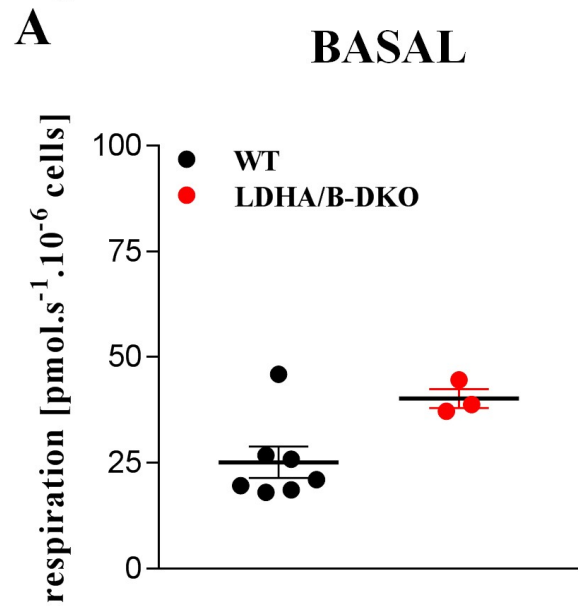 A
BASAL
respiration [pmol.s⁻¹.10⁻⁶ cells]
100
75
50
25
0
WT
LDHA/B-DKO